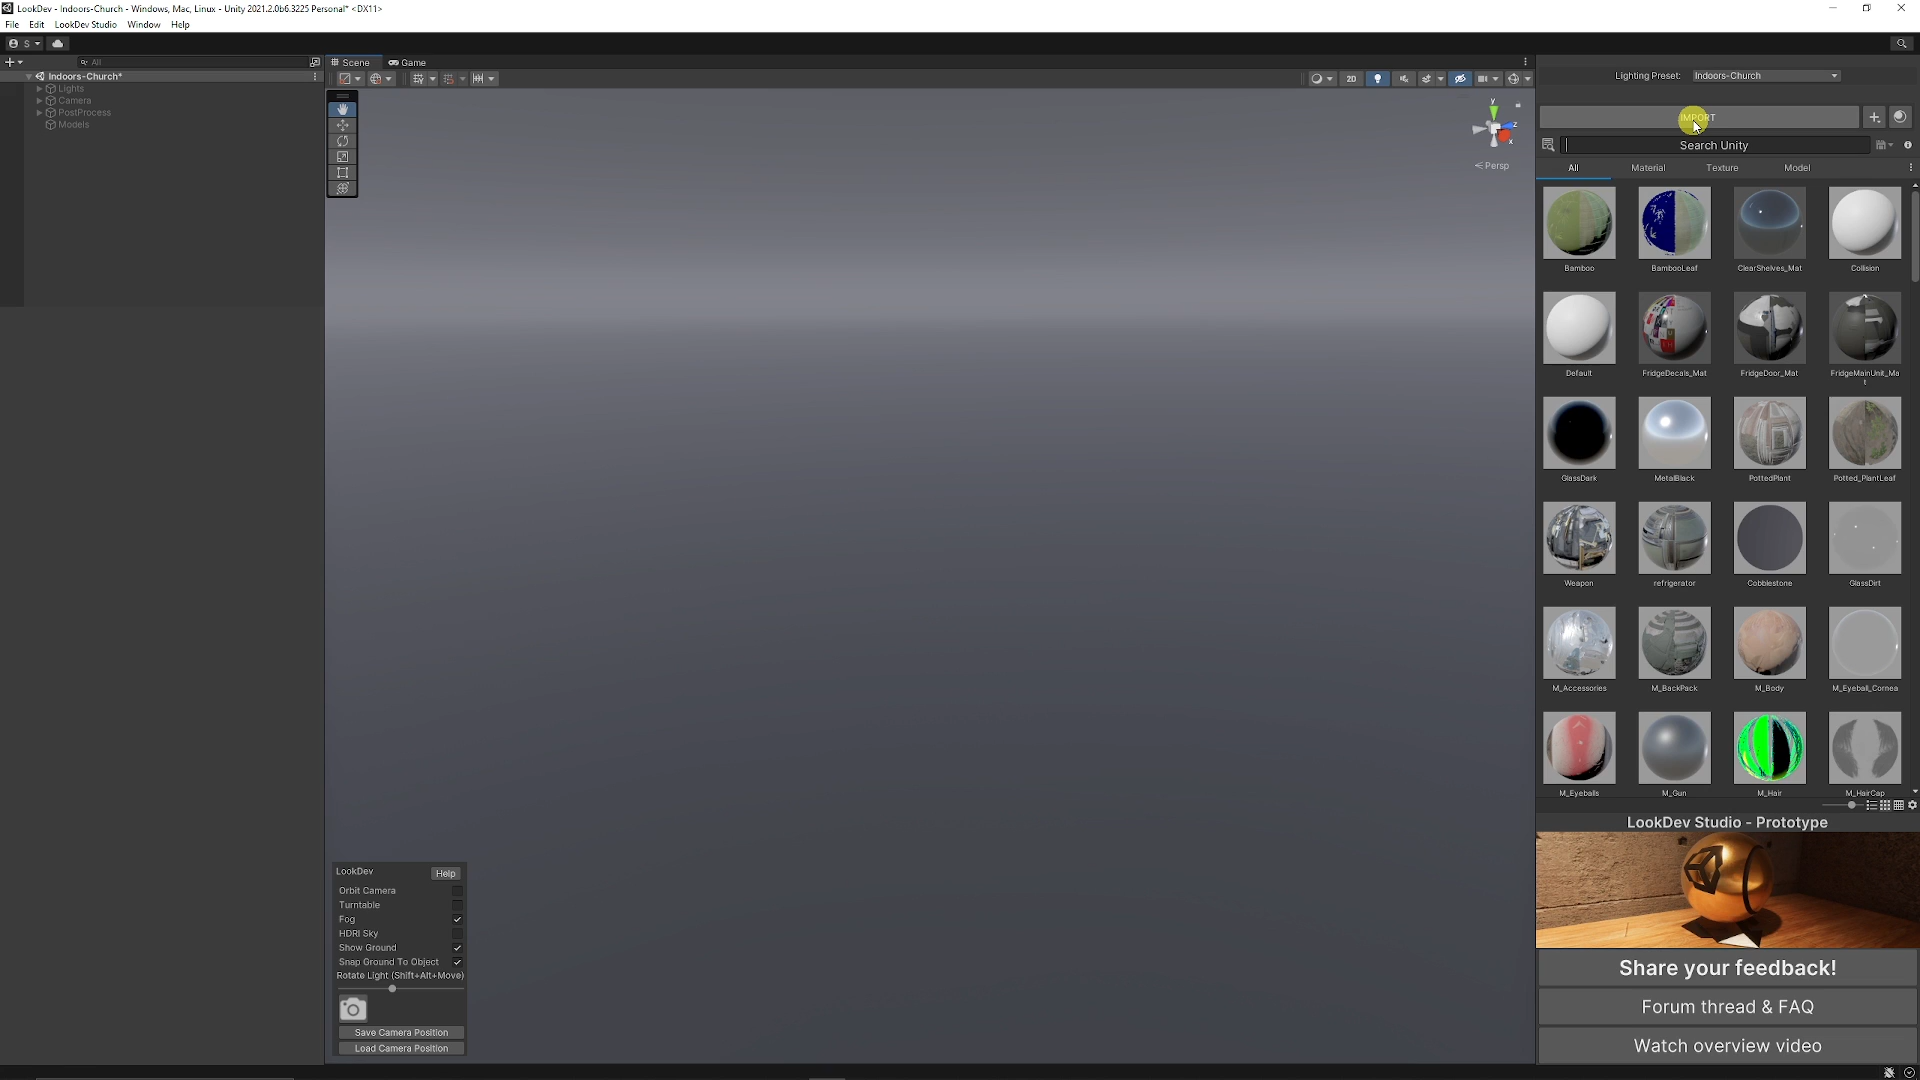 LookDev - Indoors-Church - Windows, Mac, Linux - Unity 2021.2.0b6.3225 Personal* <DX11>
File Edit LookDev Studio Window Help
S
All
Indoors-Church*
Lights
Camera
PostProcess
Models
Scene Game
2D
y
z
x
Persp
LookDev Help
Orbit Camera
Turntable
Fog
HDRI Sky
Show Ground
Snap Ground To Object
Rotate Light (Shift+Alt+Move)
Save Camera Position
Load Camera Position
Lighting Preset: Indoors-Church
IMPORT
Search Unity
All Material Texture Model
Bamboo BambooLeaf ClearShelves_Mat Collision
Default FridgeDecals_Mat FridgeDoor_Mat FridgeMainUnit_Ma
t
GlassDark MetalBlack PottedPlant Potted_PlantLeaf
Weapon refrigerator Cobblestone GlassDirt
M_Accessories M_BackPack M_Body M_Eyeball_Cornea
M_Eyeballs M_Gun M_Hair M_HairCap
LookDev Studio - Prototype
Share your feedback!
Forum thread & FAQ
Watch overview video